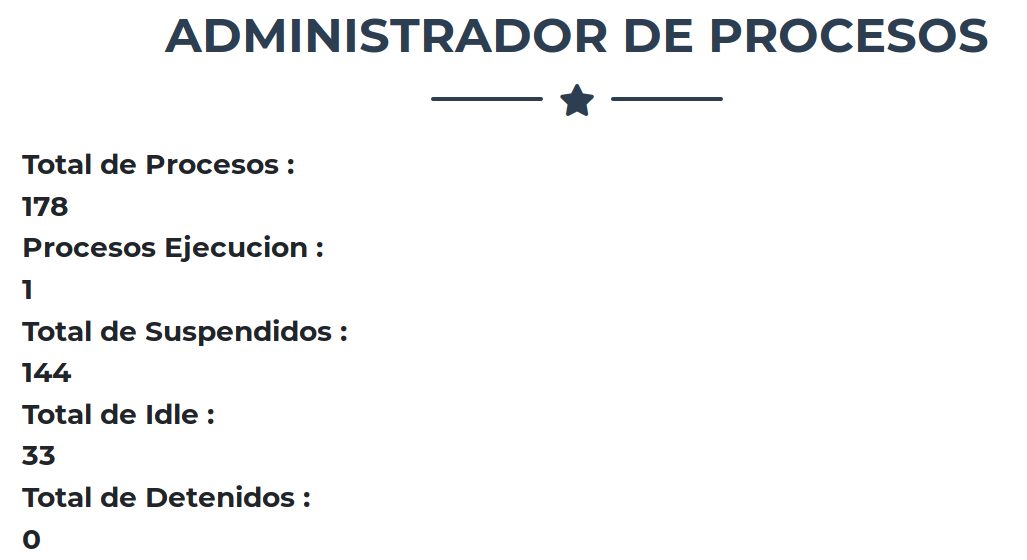 ADMINISTRADOR DE PROCESOS
Total de Procesos :
178
Procesos Ejecucion :
1
Total de Suspendidos :
144
Total de Idle :
33
Total de Detenidos :
0